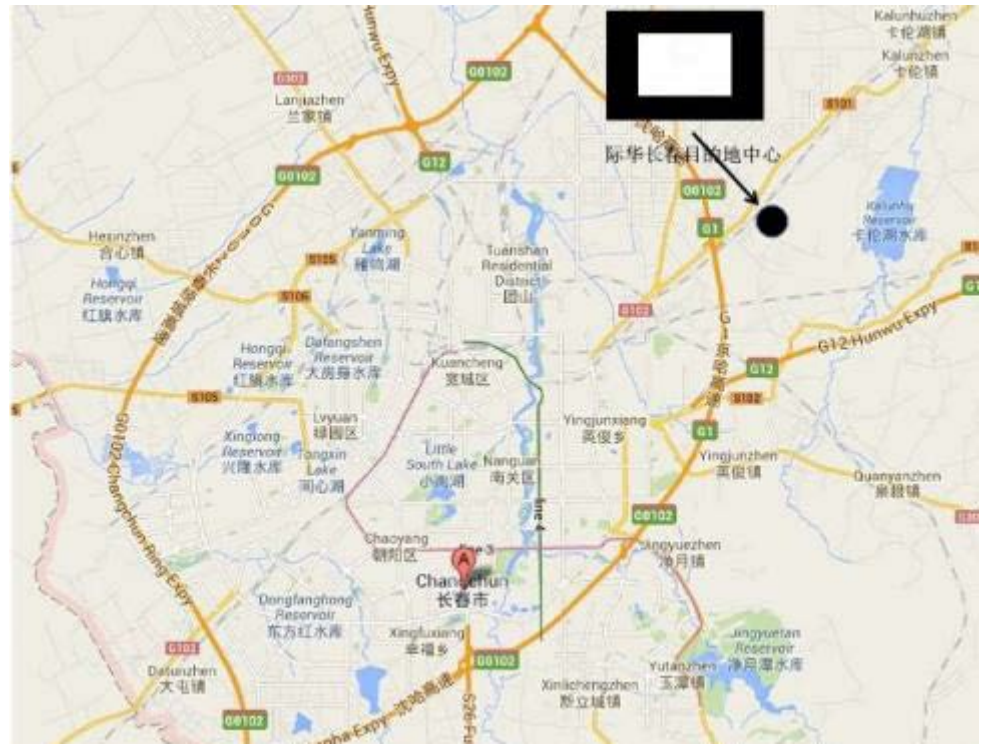 Kalunhuzhen
卡伦湖镇
Kalunzhen
卡伦镇
G0102
Hunwu Expy
G102
S101
Lanjiazhen
兰家镇
G12
际华长春目的地中心
G0102
G0102
G1
Kalunhu
Reservoir
卡伦湖水库
Hexinzhen
合心镇
Yanming
Lake
雁鸣湖
Tuanshan
Residential
District
团山
S105
Hongqi
Reservoir
红旗水库
S106
G102
G12 Hunwu Expy
Hongqi
Reservoir
红旗水库
Dafangshen
Reservoir
大房身水库
Kuancheng
宽城区
G12
S105
S102
Lvyuan
绿园区
Yingjunxiang
英俊乡
G1
Xinglong
Reservoir
兴隆水库
Tongxin
Lake
同心湖
Little
South Lake
小南湖
Nanguan
南关区
Yingjunzhen
英俊镇
Quanyanzhen
泉眼镇
G0102 Changchun Ring Expy
line 4
G0102
Chaoyang
朝阳区
line 3
Jingyuezhen
净月镇
A
Changchun
长春市
Dongfanghong
Reservoir
东方红水库
Xingfuxiang
幸福乡
Jingyuetan
Reservoir
净月潭水库
G102
G0102
Datunzhen
大屯镇
Yutanzhen
玉潭镇
Xinlichengzhen
新立城镇
G0102